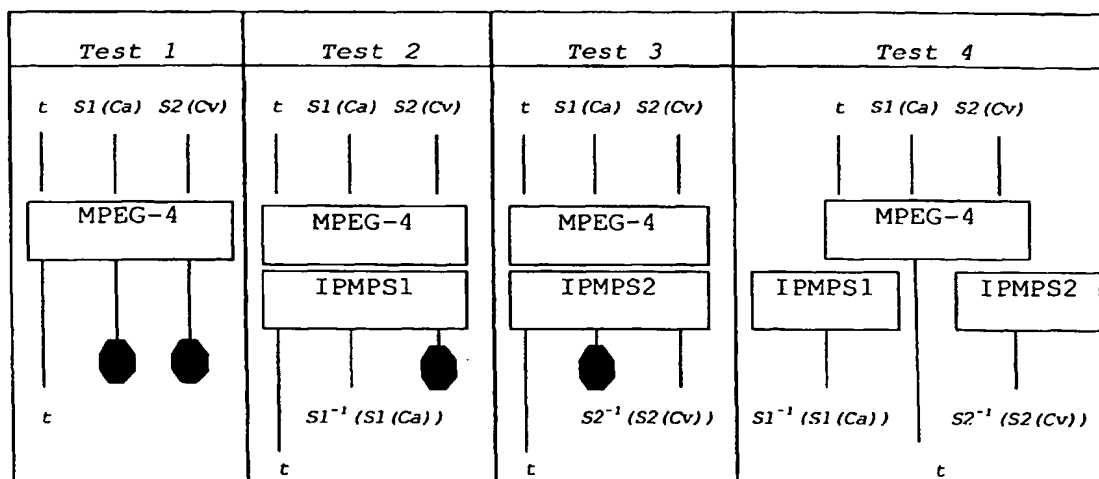 Test 1 Test 2 Test 3 Test 4
t S1(Ca) S2(Cv) t S1(Ca) S2(Cv) t S1(Ca) S2(Cv) t S1(Ca) S2(Cv)
MPEG-4 MPEG-4 MPEG-4 MPEG-4
IPMPS1 IPMPS2 IPMPS1 IPMPS2
t S1⁻¹(S1(Ca)) S2⁻¹(S2(Cv)) S1⁻¹(S1(Ca)) S2⁻¹(S2(Cv))
t t t